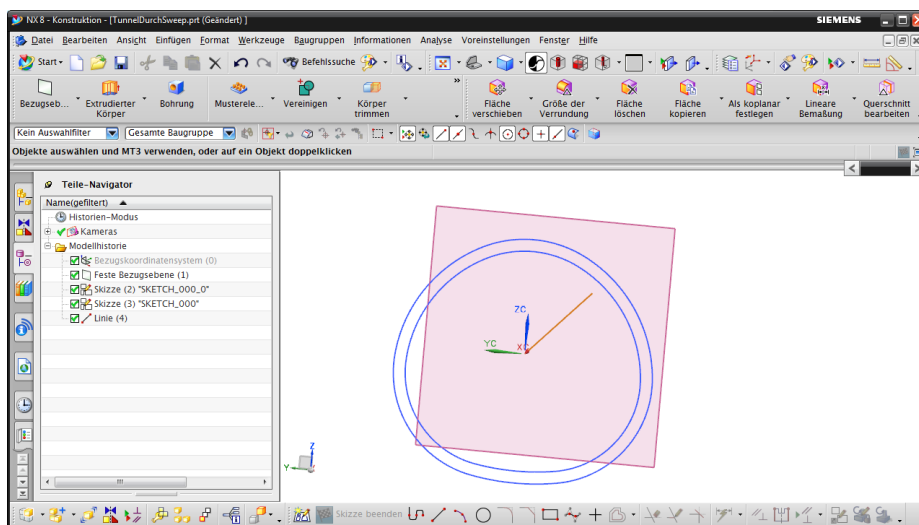 NX 8 - Konstruktion - [TunnelDurchSweep.prt (Geändert) ]
SIEMENS
Datei Bearbeiten Ansicht Einfügen Format Werkzeuge Baugruppen Informationen Analyse Voreinstellungen Fenster Hilfe
Start
Befehlssuche
Bezugseb... Extrudierter Körper Bohrung Musterele... Vereinigen Körper trimmen Fläche verschieben Größe der Verrundung Fläche löschen Fläche kopieren Als koplanar festlegen Lineare Bemaßung Querschnitt bearbeiten
Kein Auswahlfilter Gesamte Baugruppe
Objekte auswählen und MT3 verwenden, oder auf ein Objekt doppelklicken
Teile-Navigator
Name(gefiltert)
Historien-Modus
Kameras
Modellhistorie
Bezugskoordinatensystem (0)
Feste Bezugsebene (1)
Skizze (2) "SKETCH_000_0"
Skizze (3) "SKETCH_000"
Linie (4)
ZC
YC
XC
Z
Y
Skizze beenden